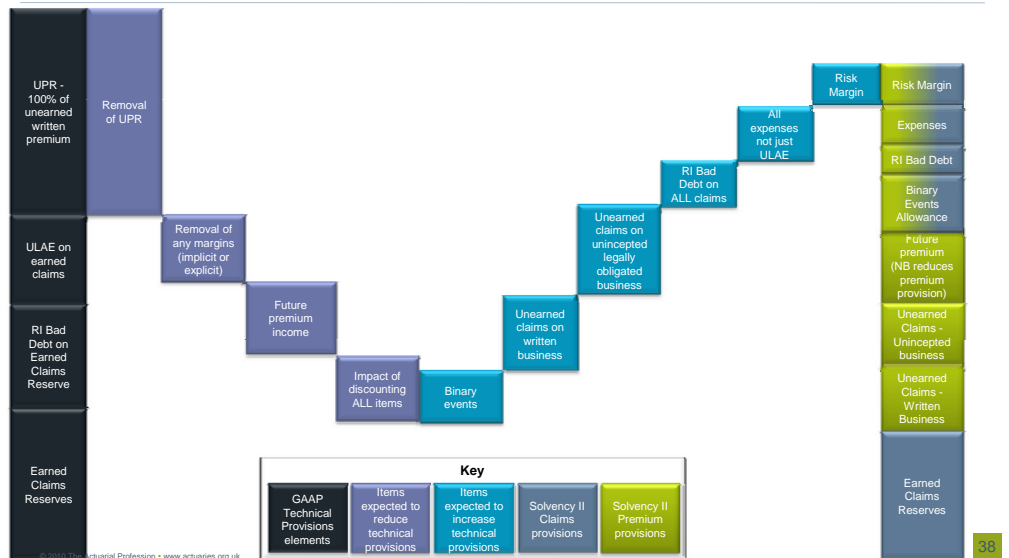 UPR -
100% of
unearned
written
premium
ULAE on
earned
claims
RI Bad
Debt on
Earned
Claims
Reserve
Earned
Claims
Reserves
Removal
of UPR
Removal of
any margins
(implicit or
explicit)
Future
premium
income
Impact of
discounting
ALL items
Binary
events
Unearned
claims on
written
business
Unearned
claims on
unincepted
legally
obligated
business
RI Bad
Debt on
ALL claims
All
expenses
not just
ULAE
Risk
Margin
Risk Margin
Expenses
RI Bad Debt
Binary
Events
Allowance
Future
premium
(NB reduces
premium
provision)
Unearned
Claims -
Unincepted
business
Unearned
Claims -
Written
Business
Earned
Claims
Reserves
Key
GAAP
Technical
Provisions
elements
Items
expected to
reduce
technical
provisions
Items
expected to
increase
technical
provisions
Solvency II
Claims
provisions
Solvency II
Premium
provisions
© 2010 The Actuarial Profession • www.actuaries.org.uk
38